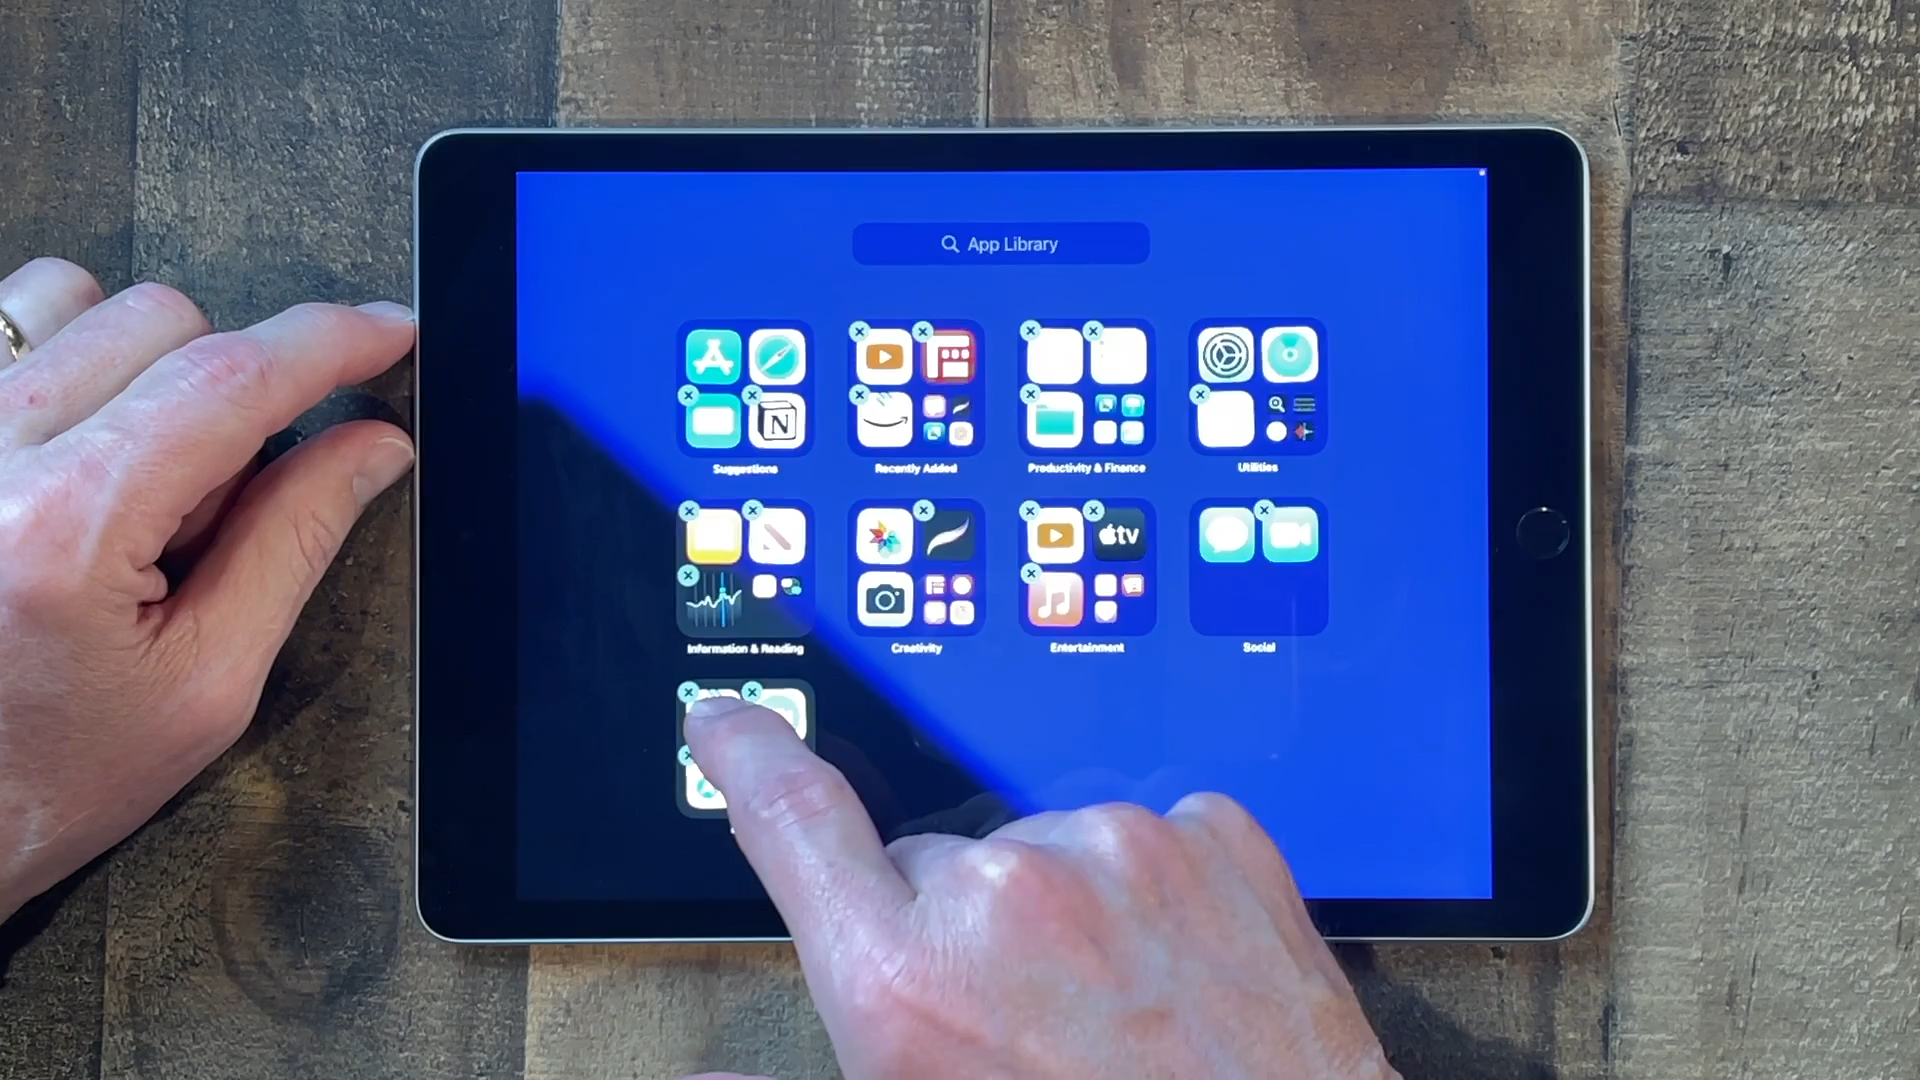 App Library
Suggestions
Recently Added
Productivity & Finance
Utilities
tv
Information & Reading
Creativity
Entertainment
Social
N